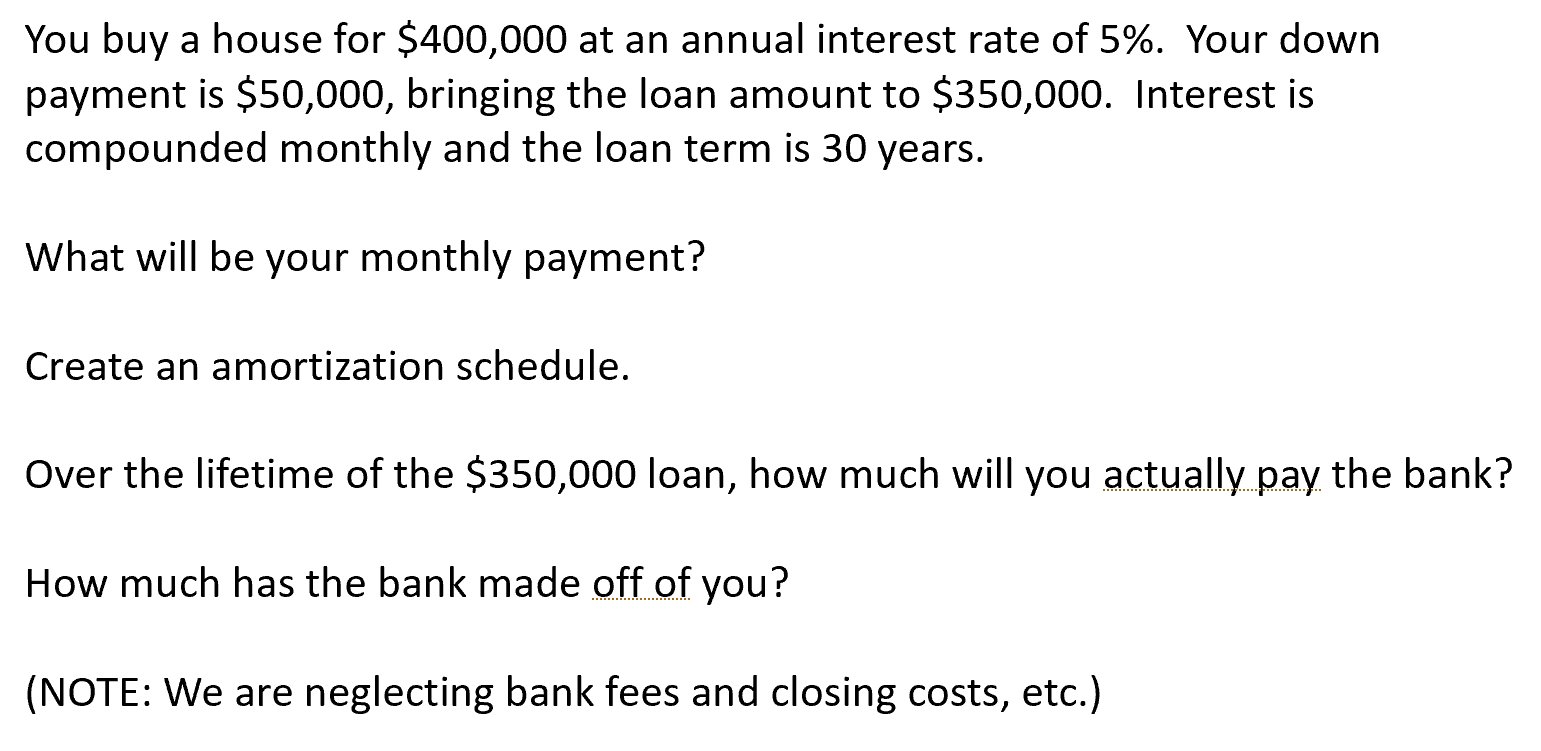 You buy a house for $400,000 at an annual interest rate of 5%.  Your down
payment is $50,000, bringing the loan amount to $350,000.  Interest is
compounded monthly and the loan term is 30 years.
What will be your monthly payment?
Create an amortization schedule.
Over the lifetime of the $350,000 loan, how much will you actually pay the bank?
How much has the bank made off of you?
(NOTE: We are neglecting bank fees and closing costs, etc.)